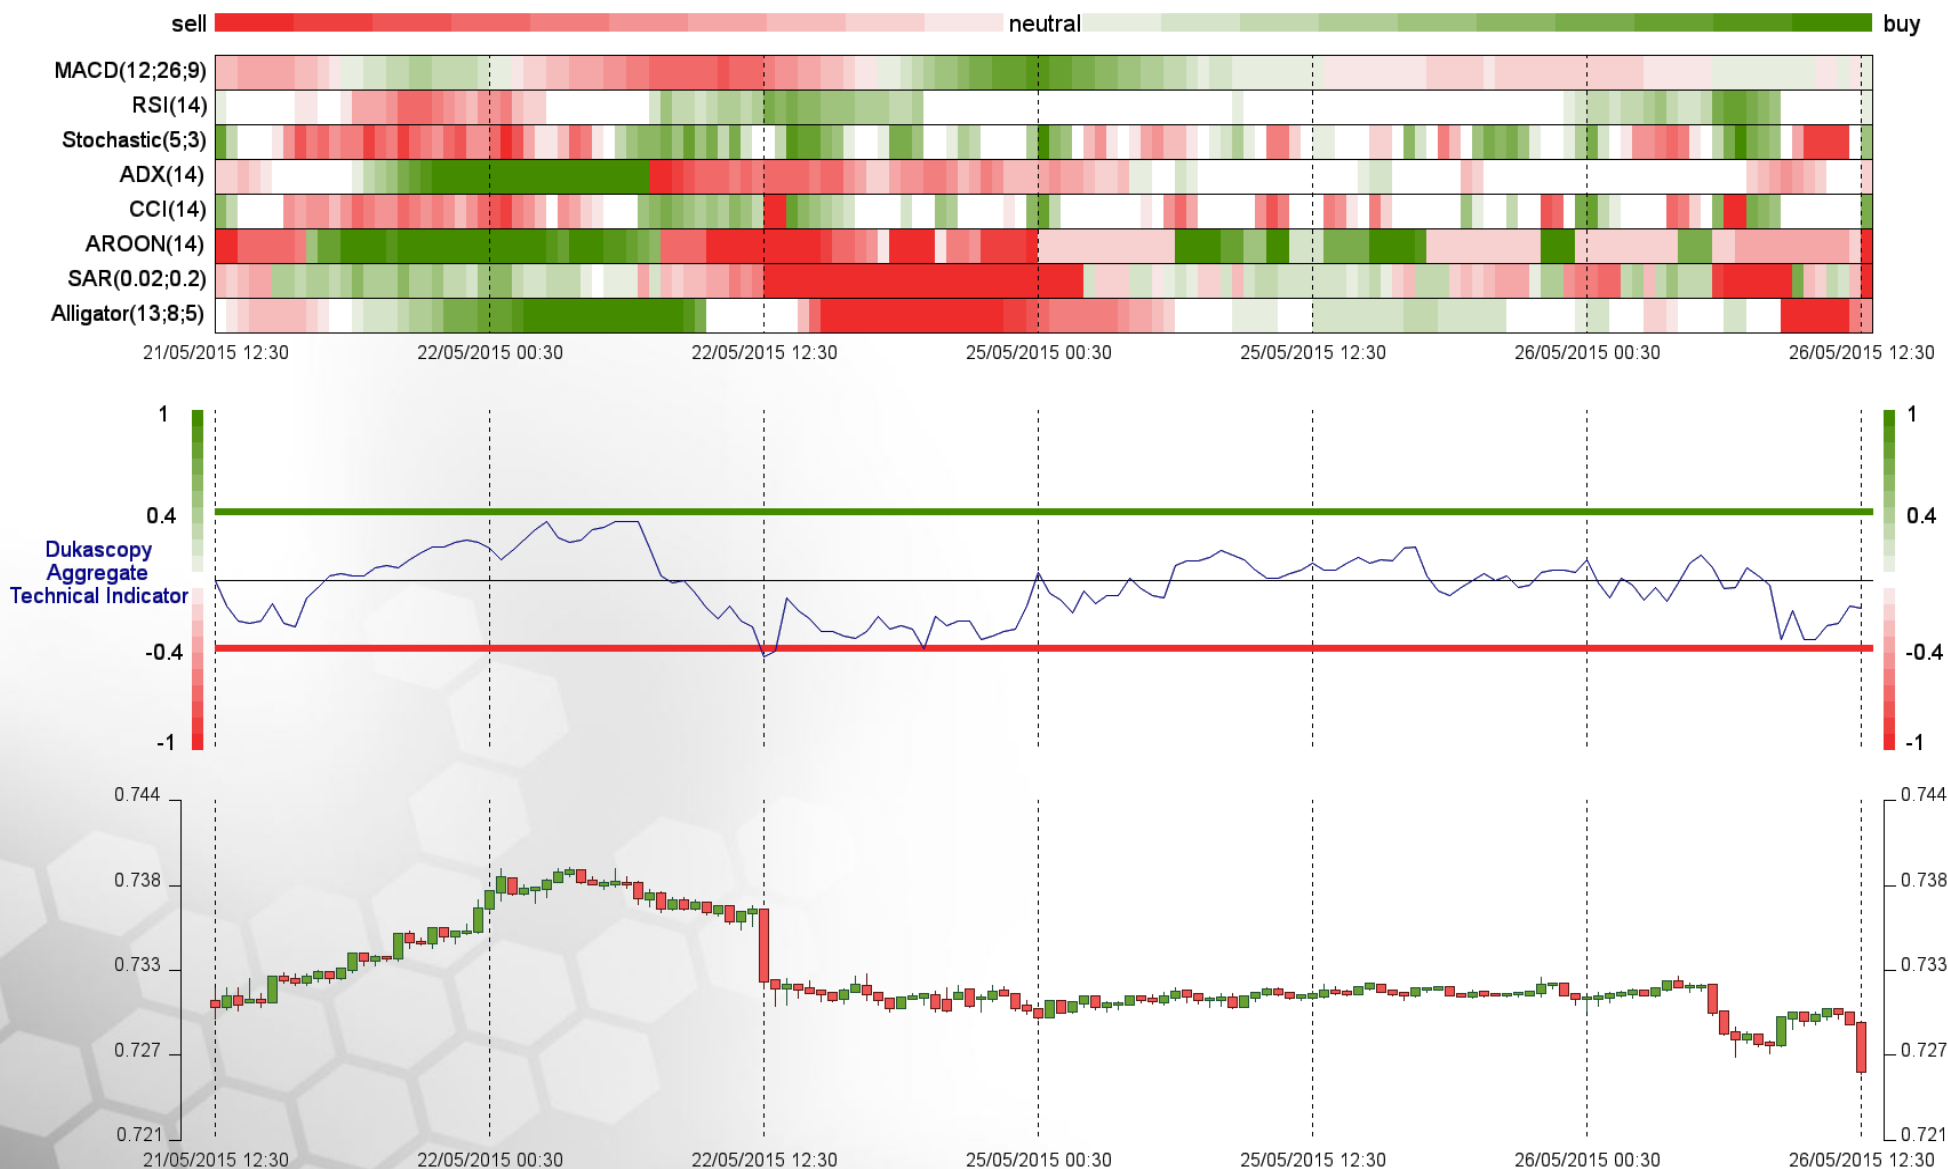 sell neutral buy
MACD(12;26;9)
RSI(14)
Stochastic(5;3)
ADX(14)
CCI(14)
AROON(14)
SAR(0.02;0.2)
Alligator(13;8;5)
21/05/2015 12:30 22/05/2015 00:30 22/05/2015 12:30 25/05/2015 00:30 25/05/2015 12:30 26/05/2015 00:30 26/05/2015 12:30
1 1
0.4 0.4
Dukascopy
Aggregate
Technical Indicator
-0.4 -0.4
-1 -1
0.744 0.744
0.738 0.738
0.733 0.733
0.727 0.727
0.721 0.721
21/05/2015 12:30 22/05/2015 00:30 22/05/2015 12:30 25/05/2015 00:30 25/05/2015 12:30 26/05/2015 00:30 26/05/2015 12:30